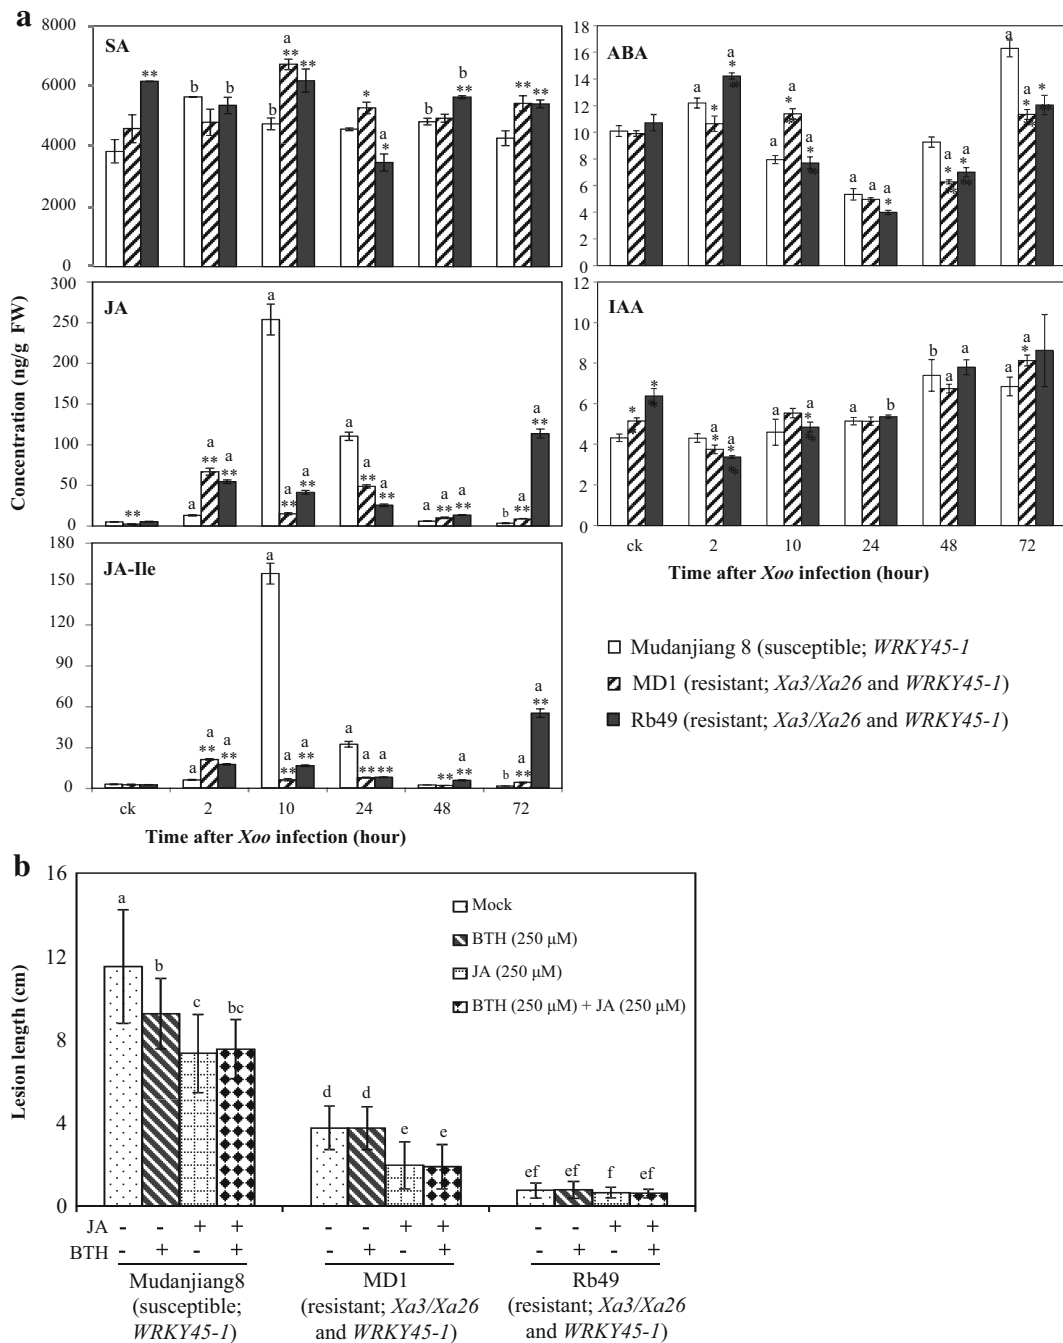 a
SA
8000
6000
4000
2000
0
b b b a ** ** ** * * b b ** ** **
ABA
18
16
14
12
10
8
6
4
2
0
a a * ** * a a * ** a ** a a a * a a * ** a * ** a a * ** a * **
JA
300
250
200
150
100
50
0
** a a ** a ** a a ** a ** a a ** a ** a ** a ** b a ** a **
IAA
12
10
8
6
4
2
0
* * * ** a * * a * ** a a a * ** a b b a a a a *
ck 2 10 24 48 72
Time after Xoo infection (hour)
JA-Ile
180
150
120
90
60
30
0
a a ** a ** a a ** a ** a a ** a ** ** a ** b a ** a **
ck 2 10 24 48 72
Time after Xoo infection (hour)
Concentration (ng/g FW)
Mudanjiang 8 (susceptible; WRKY45-1
MD1 (resistant; Xa3/Xa26 and WRKY45-1)
Rb49 (resistant; Xa3/Xa26 and WRKY45-1)
b
Lesion length (cm)
16
12
8
4
0
a b c bc d d e e ef ef f ef
Mock
BTH (250 μM)
JA (250 μM)
BTH (250 μM) + JA (250 μM)
JA - - + + - - + + - - + +
BTH - + - + - + - + - + - +
Mudanjiang8 MD1 Rb49
(susceptible; (resistant; Xa3/Xa26 (resistant; Xa3/Xa26
WRKY45-1) and WRKY45-1) and WRKY45-1)